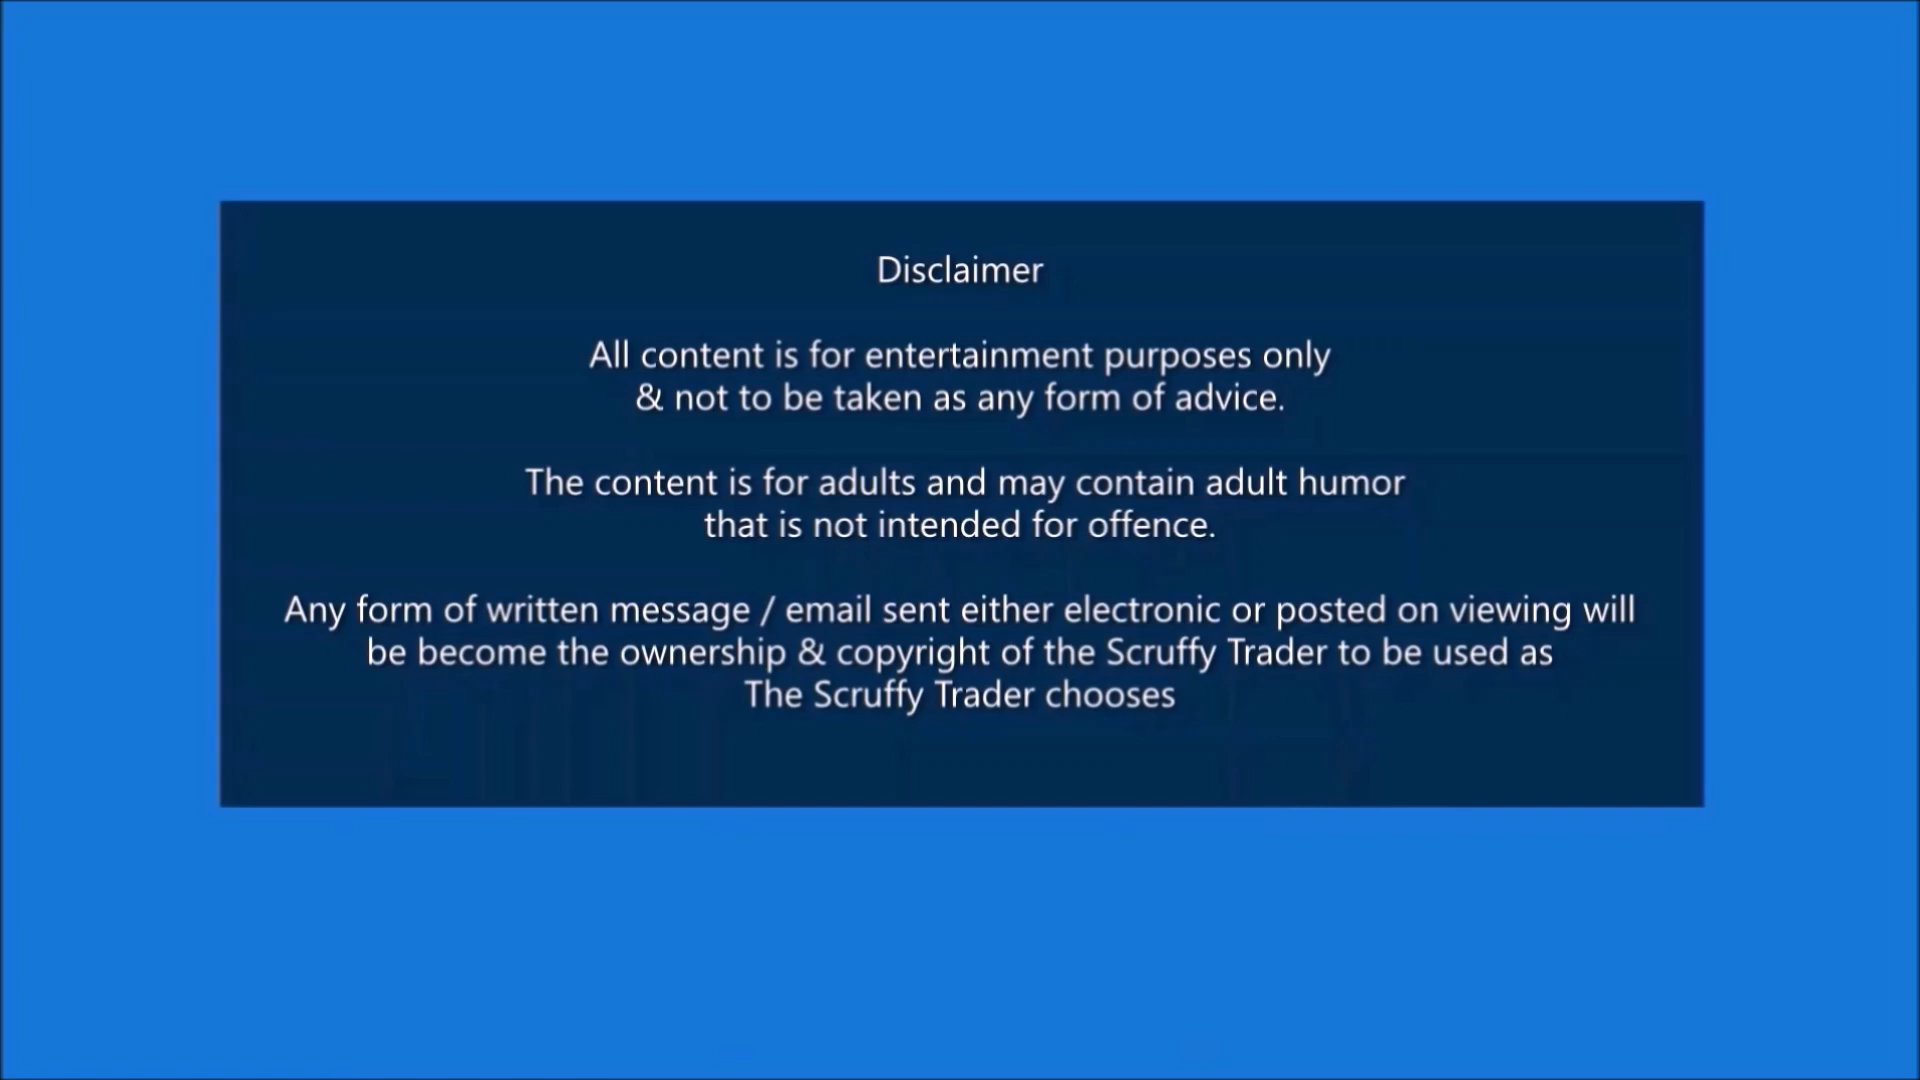 Disclaimer
All content is for entertainment purposes only
& not to be taken as any form of advice.
The content is for adults and may contain adult humor
that is not intended for offence.
Any form of written message / email sent either electronic or posted on viewing will
be become the ownership & copyright of the Scruffy Trader to be used as
The Scruffy Trader chooses